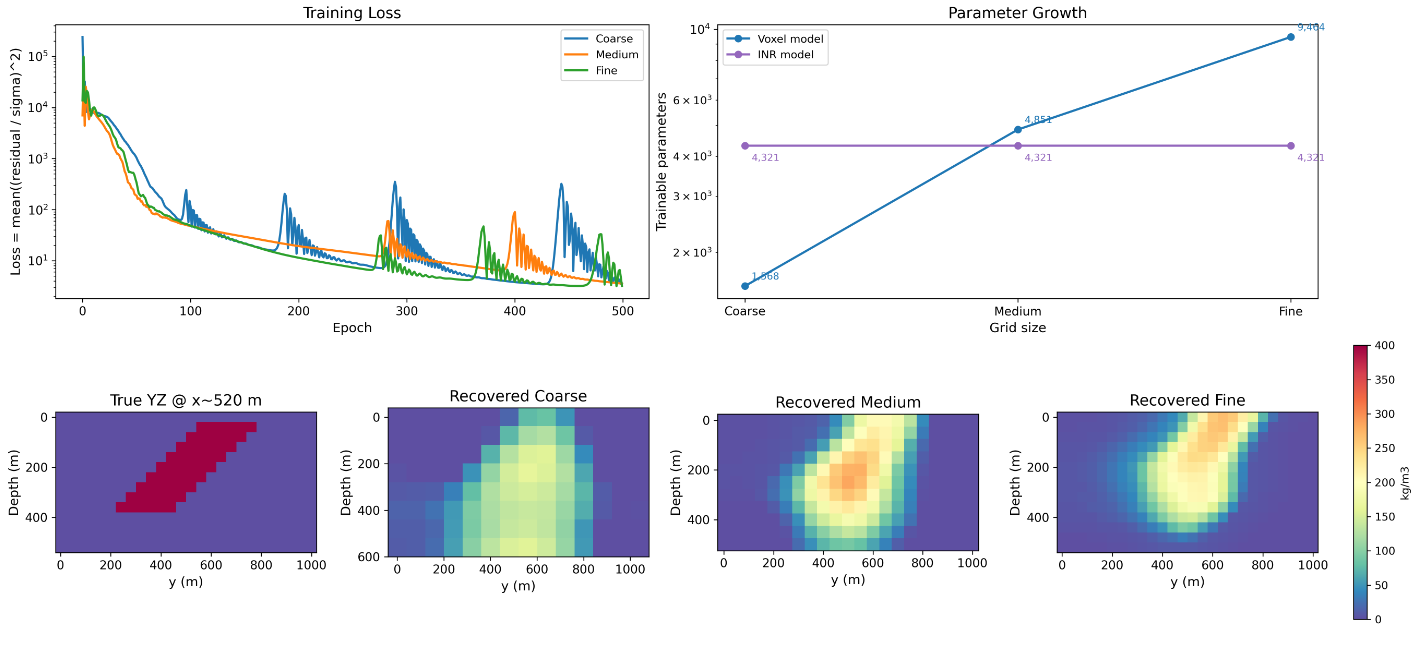 Training Loss
Loss = mean((residual / sigma)^2)
10^5
10^4
10^3
10^2
10^1
Coarse
Medium
Fine
0
100
200
300
400
500
Epoch
Parameter Growth
Trainable parameters
10^4
6 × 10^3
4 × 10^3
3 × 10^3
2 × 10^3
Voxel model
INR model
9,464
4,851
1,568
4,321
4,321
4,321
Coarse
Medium
Fine
Grid size
True YZ @ x~520 m
Depth (m)
0
200
400
0
200
400
600
800
1000
y (m)
Recovered Coarse
Depth (m)
0
200
400
600
0
200
400
600
800
1000
y (m)
Recovered Medium
Depth (m)
0
200
400
0
200
400
600
800
1000
y (m)
Recovered Fine
Depth (m)
0
200
400
0
200
400
600
800
1000
y (m)
400
350
300
250
200
150
100
50
0
kg/m3